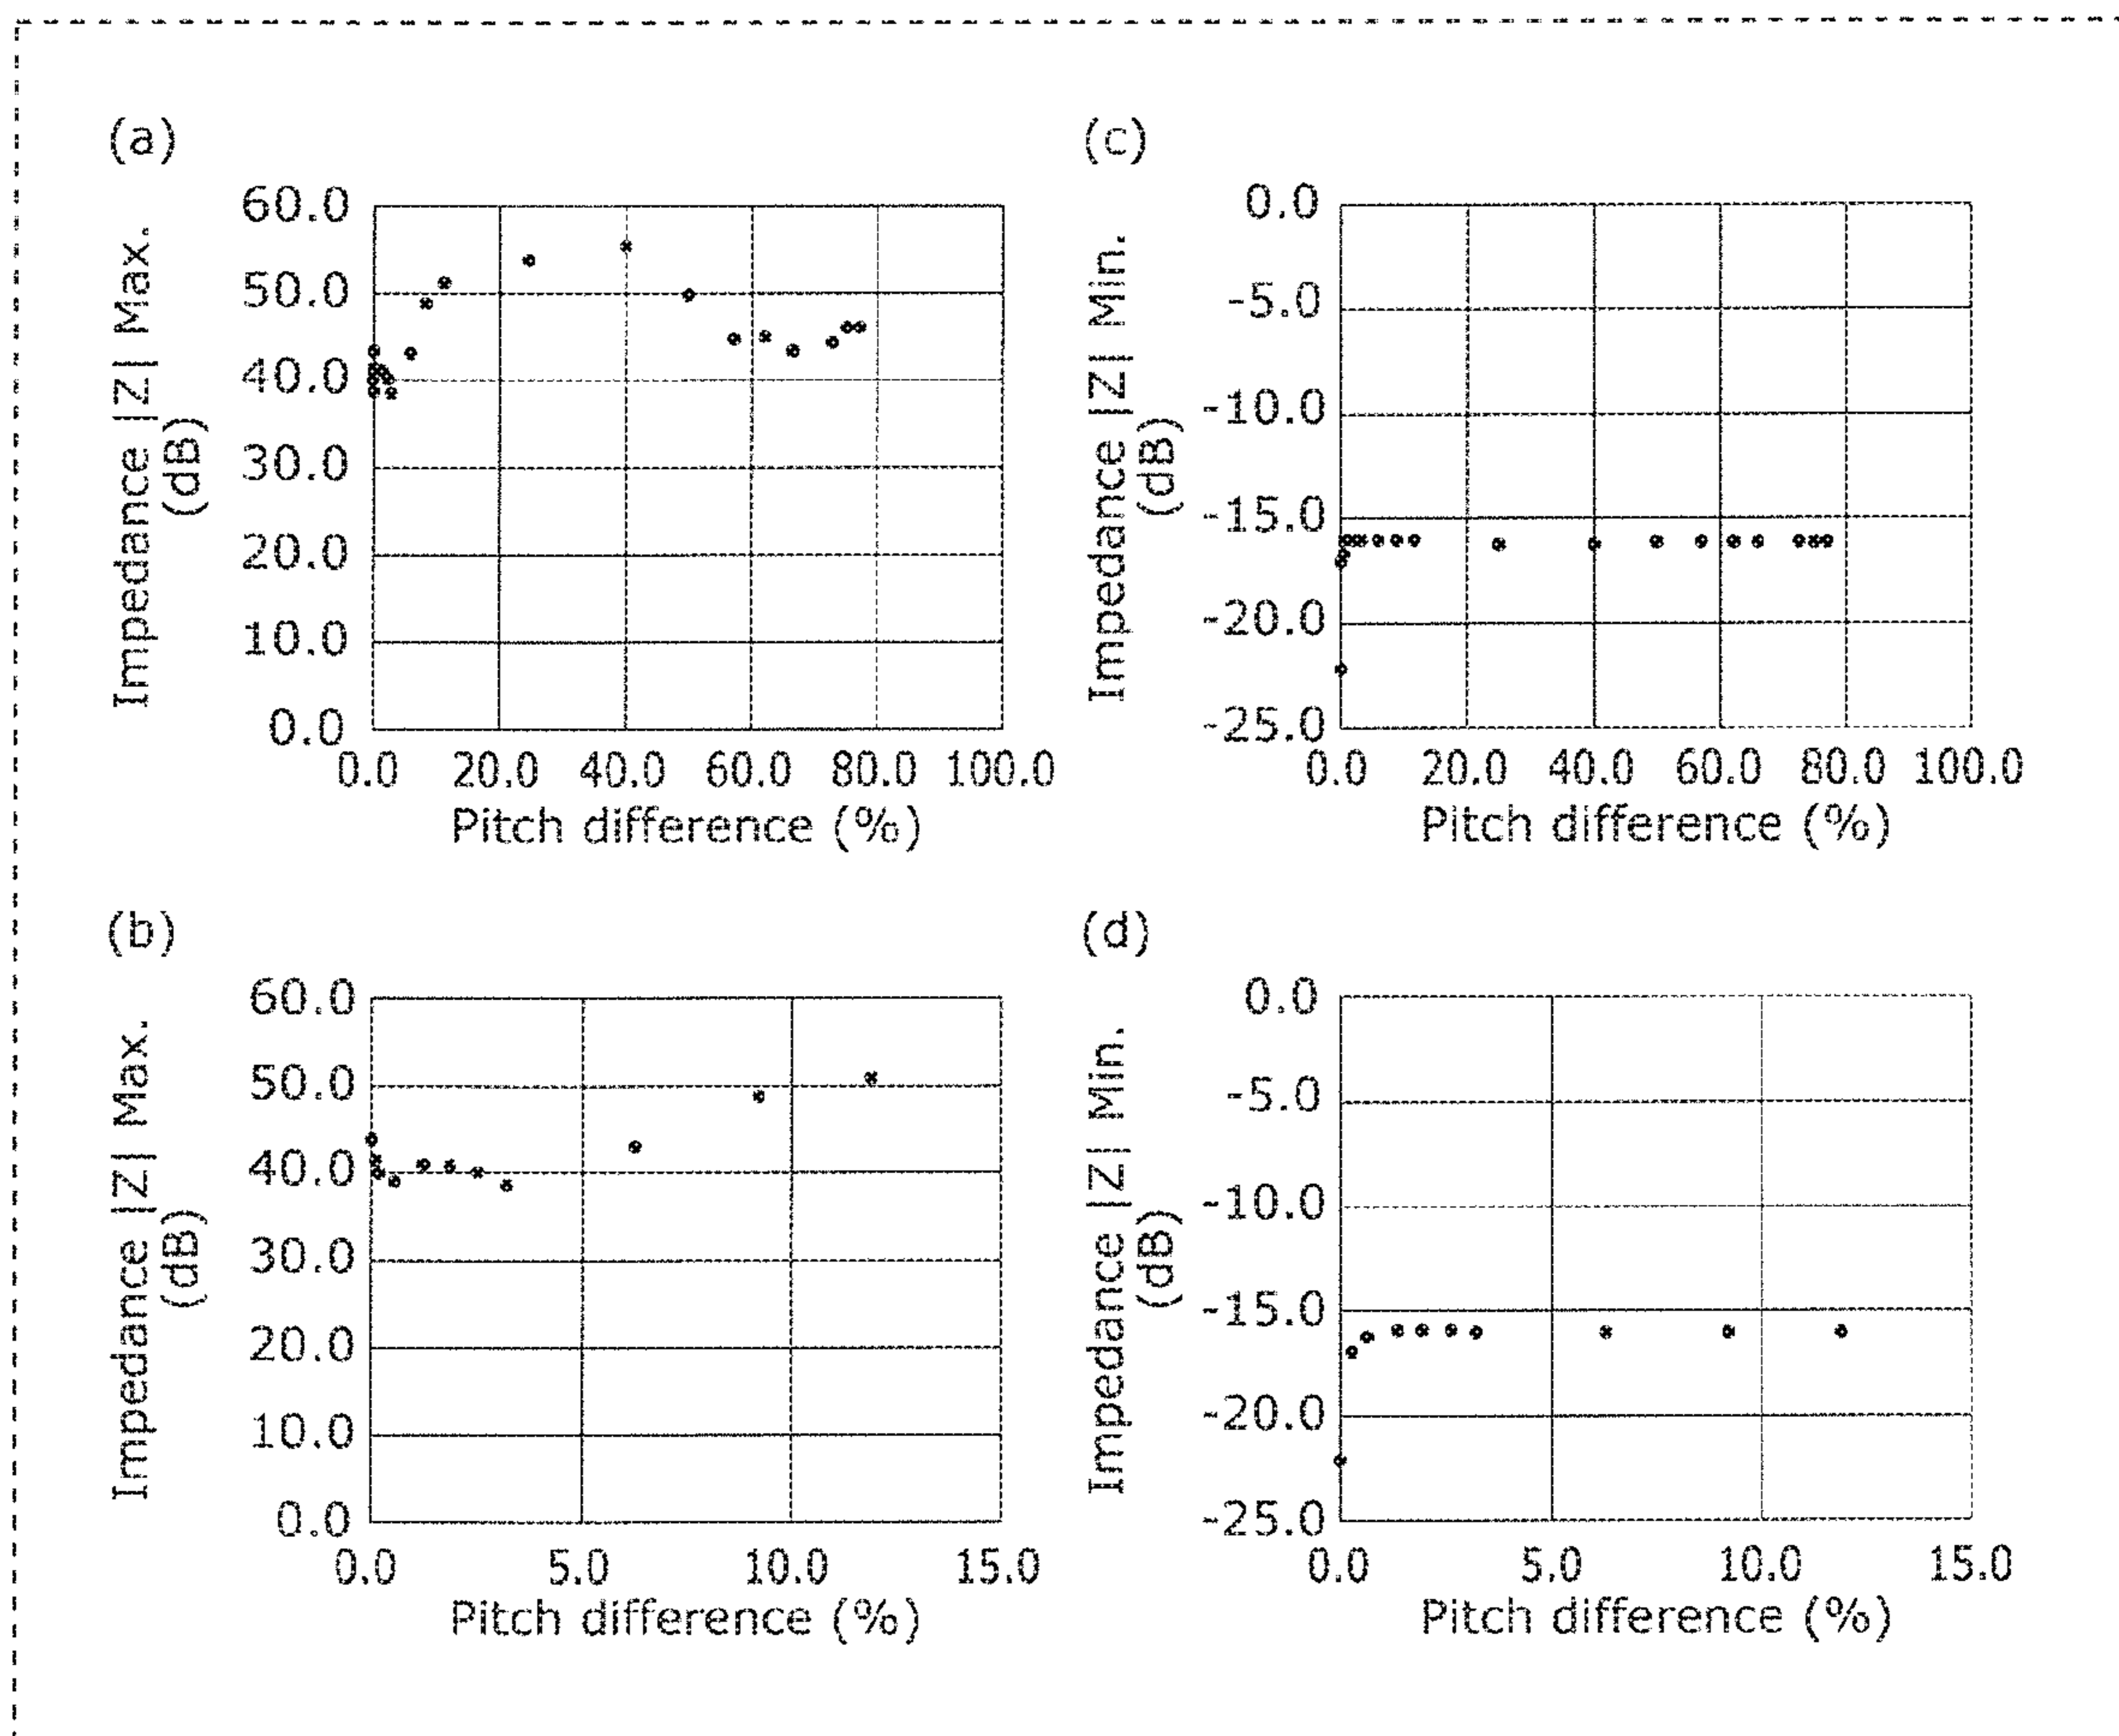 (a)
Impedance |Z| Max.
(dB)
60.0
50.0
40.0
30.0
20.0
10.0
0.0
0.0 20.0 40.0 60.0 80.0 100.0
Pitch difference (%)
(c)
Impedance |Z| Min.
(dB)
0.0
-5.0
-10.0
-15.0
-20.0
-25.0
0.0 20.0 40.0 60.0 80.0 100.0
Pitch difference (%)
(b)
Impedance |Z| Max.
(dB)
60.0
50.0
40.0
30.0
20.0
10.0
0.0
0.0 5.0 10.0 15.0
Pitch difference (%)
(d)
Impedance |Z| Min.
(dB)
0.0
-5.0
-10.0
-15.0
-20.0
-25.0
0.0 5.0 10.0 15.0
Pitch difference (%)